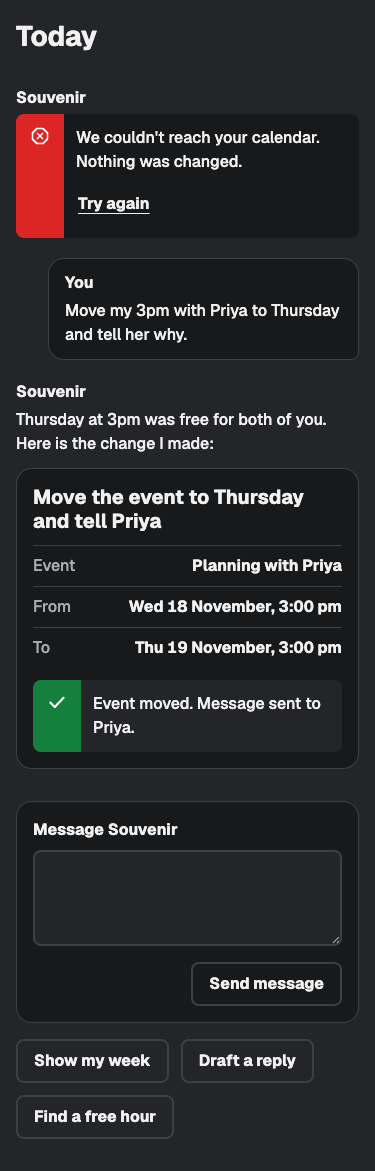 Today
Souvenir
We couldn't reach your calendar.
Nothing was changed.
Try again
You
Move my 3pm with Priya to Thursday
and tell her why.
Souvenir
Thursday at 3pm was free for both of you.
Here is the change I made:
Move the event to Thursday
and tell Priya
Event Planning with Priya
From Wed 18 November, 3:00 pm
To Thu 19 November, 3:00 pm
Event moved. Message sent to
Priya.
Message Souvenir
Send message
Show my week Draft a reply
Find a free hour